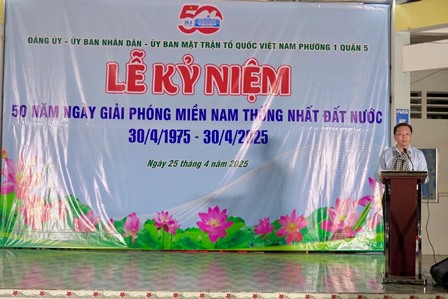 50
ĐẢNG ỦY - ỦY BAN NHÂN DÂN - ỦY BAN MẶT TRẬN TỔ QUỐC VIỆT NAM PHƯỜNG 1 QUẬN 5
LỄ KỶ NIỆM
50 NĂM NGÀY GIẢI PHÓNG MIỀN NAM THỐNG NHẤT ĐẤT NƯỚC
30/4/1975 - 30/4/2025
Ngày 25 tháng 4 năm 2025